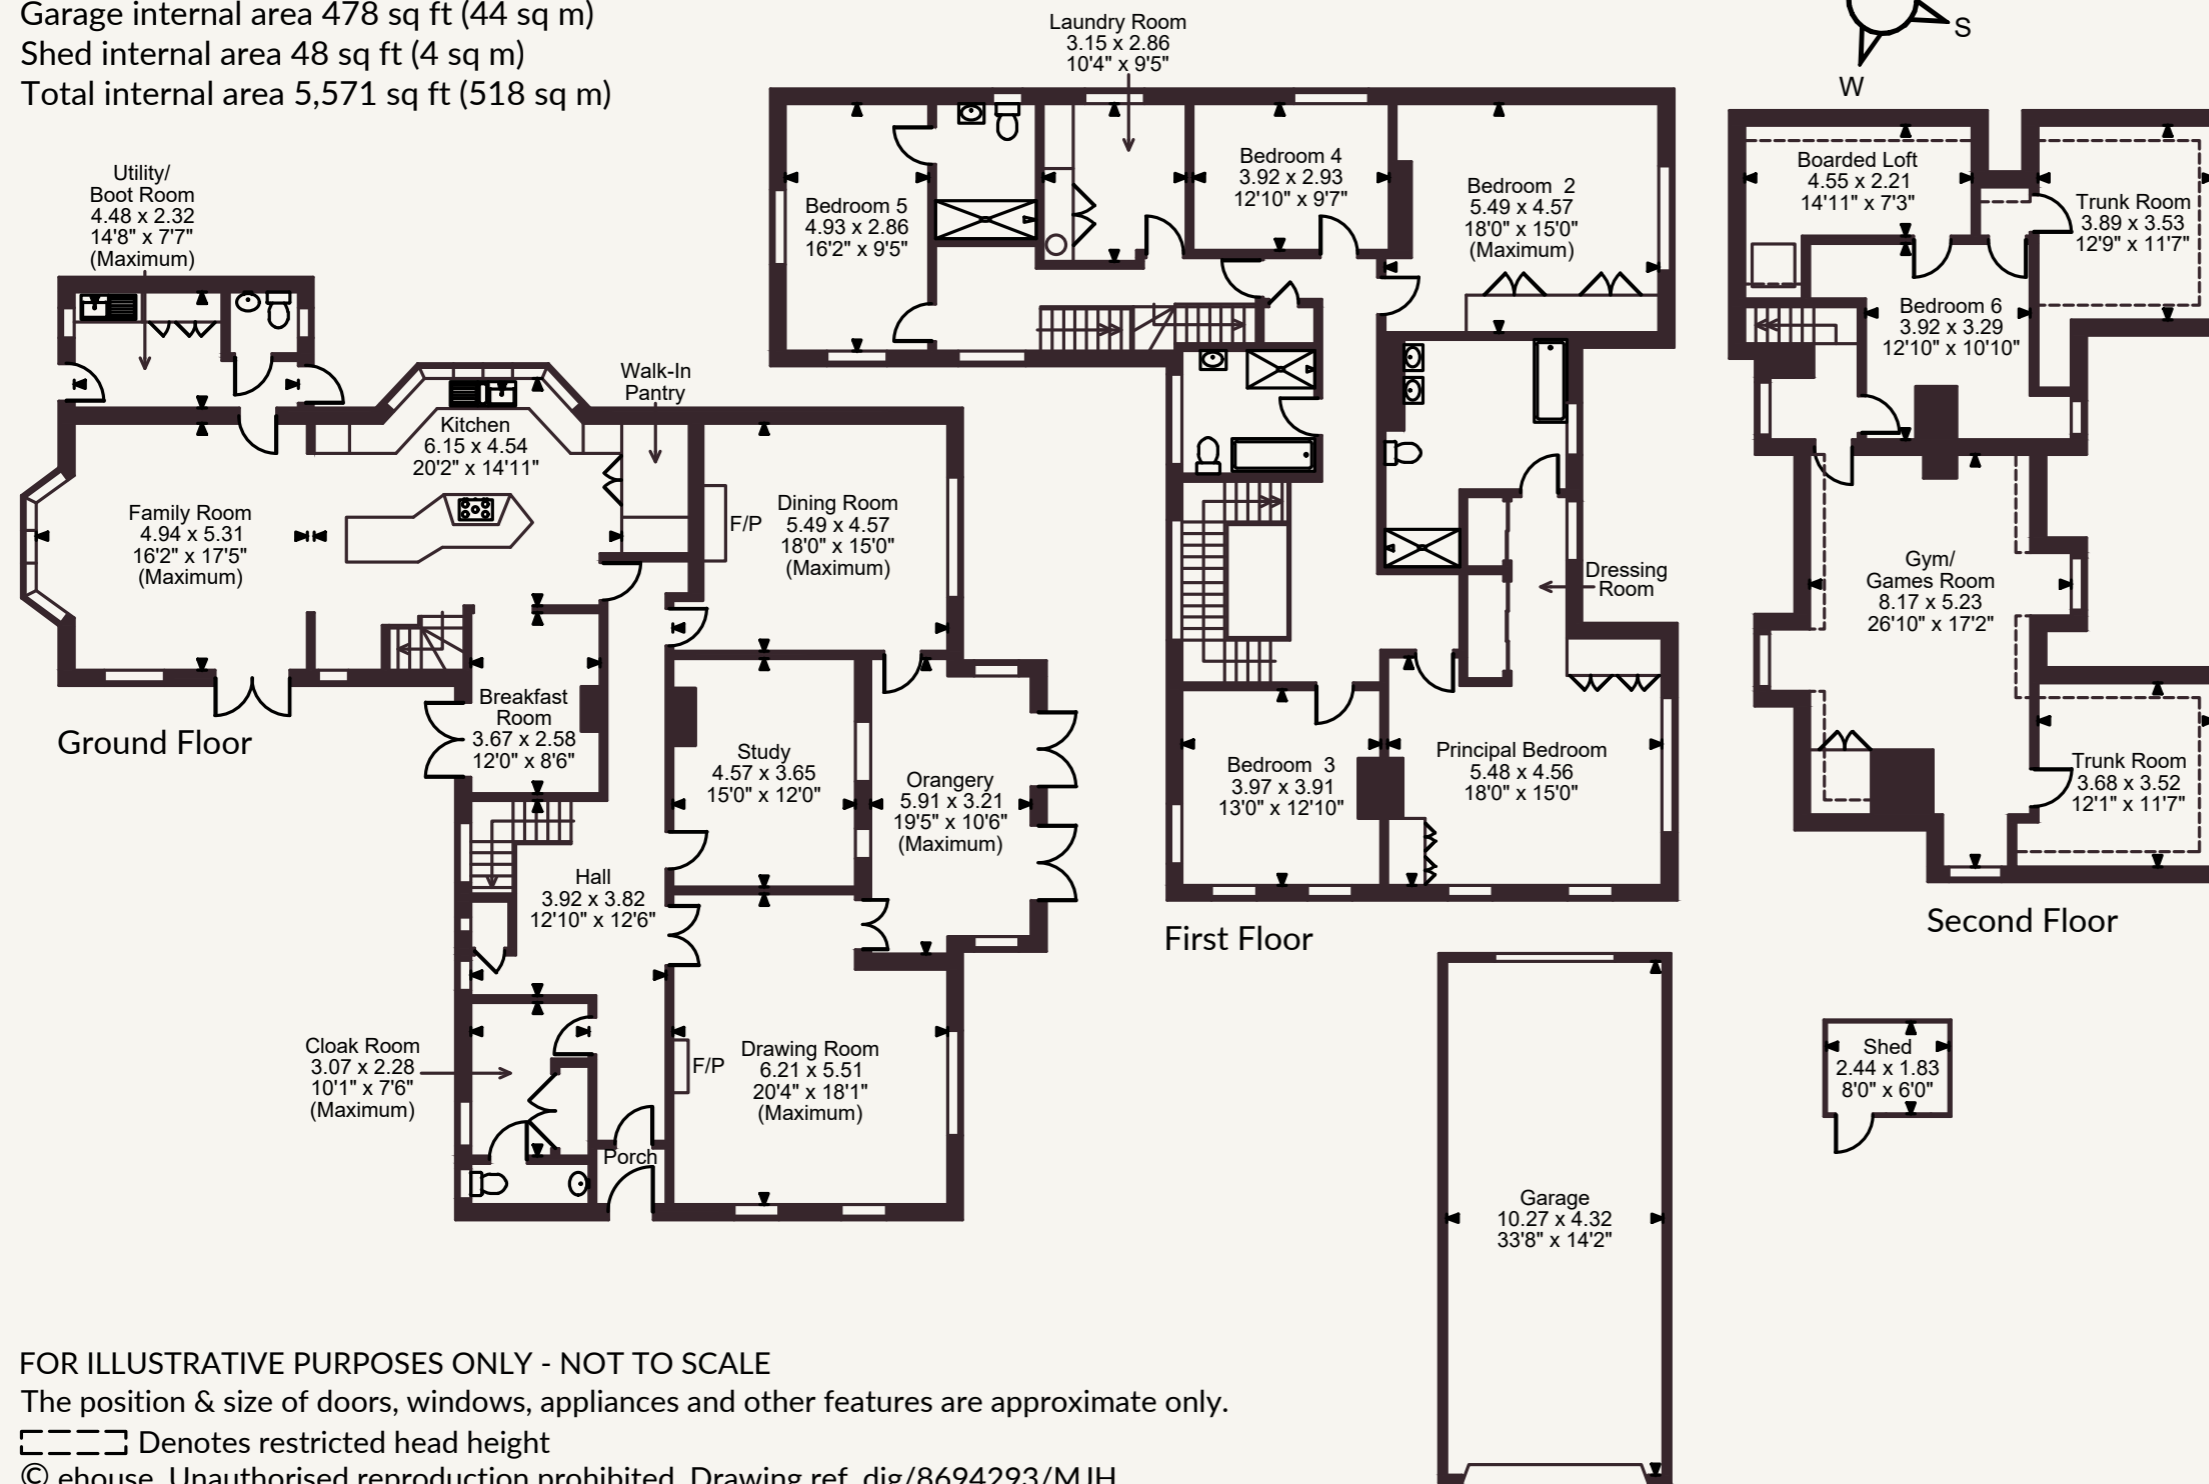 Garage internal area 478 sq ft (44 sq m)
Shed internal area 48 sq ft (4 sq m)
Total internal area 5,571 sq ft (518 sq m)
Utility/
Boot Room
4.48 x 2.32
14'8" x 7'7"
(Maximum)
Kitchen
6.15 x 4.54
20'2" x 14'11"
Walk-In
Pantry
Family Room
4.94 x 5.31
16'2" x 17'5"
(Maximum)
F/P
Dining Room
5.49 x 4.57
18'0" x 15'0"
(Maximum)
Breakfast
Room
3.67 x 2.58
12'0" x 8'6"
Study
4.57 x 3.65
15'0" x 12'0"
Orangery
5.91 x 3.21
19'5" x 10'6"
(Maximum)
Hall
3.92 x 3.82
12'10" x 12'6"
Cloak Room
3.07 x 2.28
10'1" x 7'6"
(Maximum)
F/P
Drawing Room
6.21 x 5.51
20'4" x 18'1"
(Maximum)
Porch
Ground Floor
Laundry Room
3.15 x 2.86
10'4" x 9'5"
Bedroom 5
4.93 x 2.86
16'2" x 9'5"
Bedroom 4
3.92 x 2.93
12'10" x 9'7"
Bedroom 2
5.49 x 4.57
18'0" x 15'0"
(Maximum)
Dressing
Room
Bedroom 3
3.97 x 3.91
13'0" x 12'10"
Principal Bedroom
5.48 x 4.56
18'0" x 15'0"
First Floor
S
W
Boarded Loft
4.55 x 2.21
14'11" x 7'3"
Trunk Room
3.89 x 3.53
12'9" x 11'7"
Bedroom 6
3.92 x 3.29
12'10" x 10'10"
Gym/
Games Room
8.17 x 5.23
26'10" x 17'2"
Trunk Room
3.68 x 3.52
12'1" x 11'7"
Second Floor
Shed
2.44 x 1.83
8'0" x 6'0"
Garage
10.27 x 4.32
33'8" x 14'2"
FOR ILLUSTRATIVE PURPOSES ONLY - NOT TO SCALE
The position & size of doors, windows, appliances and other features are approximate only.
Denotes restricted head height
© ehouse. Unauthorised reproduction prohibited. Drawing ref. dig/8694293/MJH